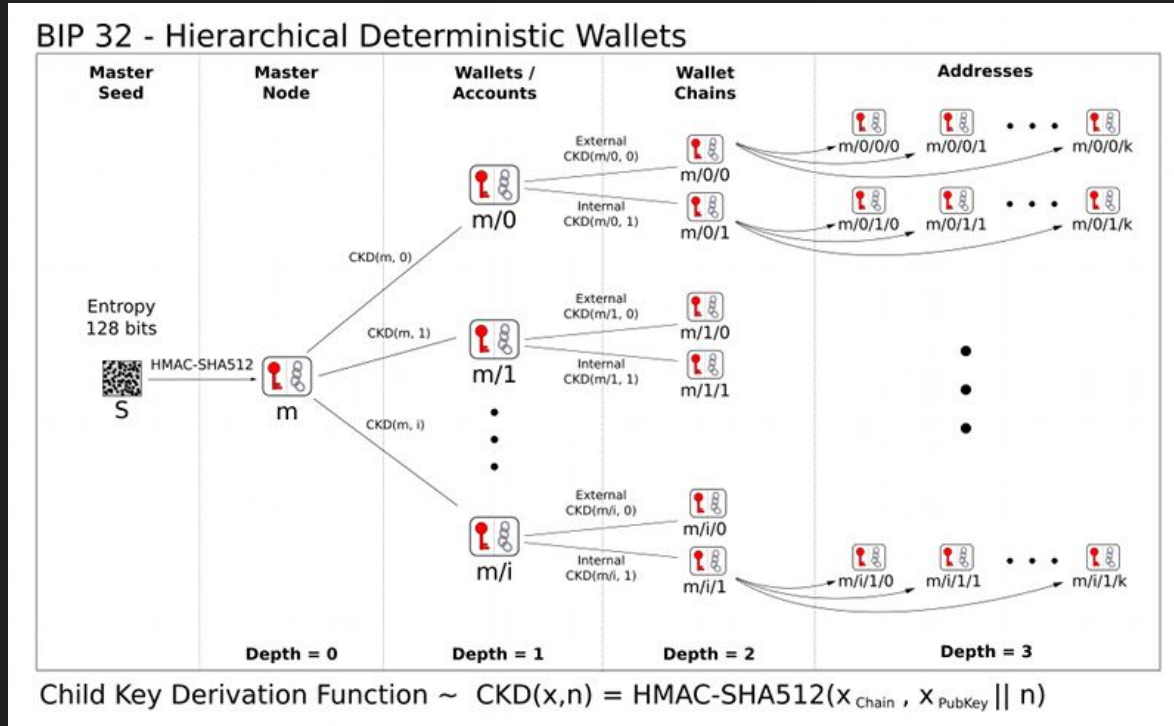 BIP 32 - Hierarchical Deterministic Wallets
Master
Seed
Master
Node
Wallets /
Accounts
Wallet
Chains
Addresses
Entropy
128 bits
S
HMAC-SHA512
m
CKD(m, 0)
CKD(m, 1)
CKD(m, i)
m/0
m/1
m/i
External
CKD(m/0, 0)
Internal
CKD(m/0, 1)
External
CKD(m/1, 0)
Internal
CKD(m/1, 1)
External
CKD(m/i, 0)
Internal
CKD(m/i, 1)
m/0/0
m/0/1
m/1/0
m/1/1
m/i/0
m/i/1
m/0/0/0 m/0/0/1 m/0/0/k
m/0/1/0 m/0/1/1 m/0/1/k
m/i/1/0 m/i/1/1 m/i/1/k
Depth = 0 Depth = 1 Depth = 2 Depth = 3
Child Key Derivation Function ~ CKD(x,n) = HMAC-SHA512(x Chain , x PubKey || n)